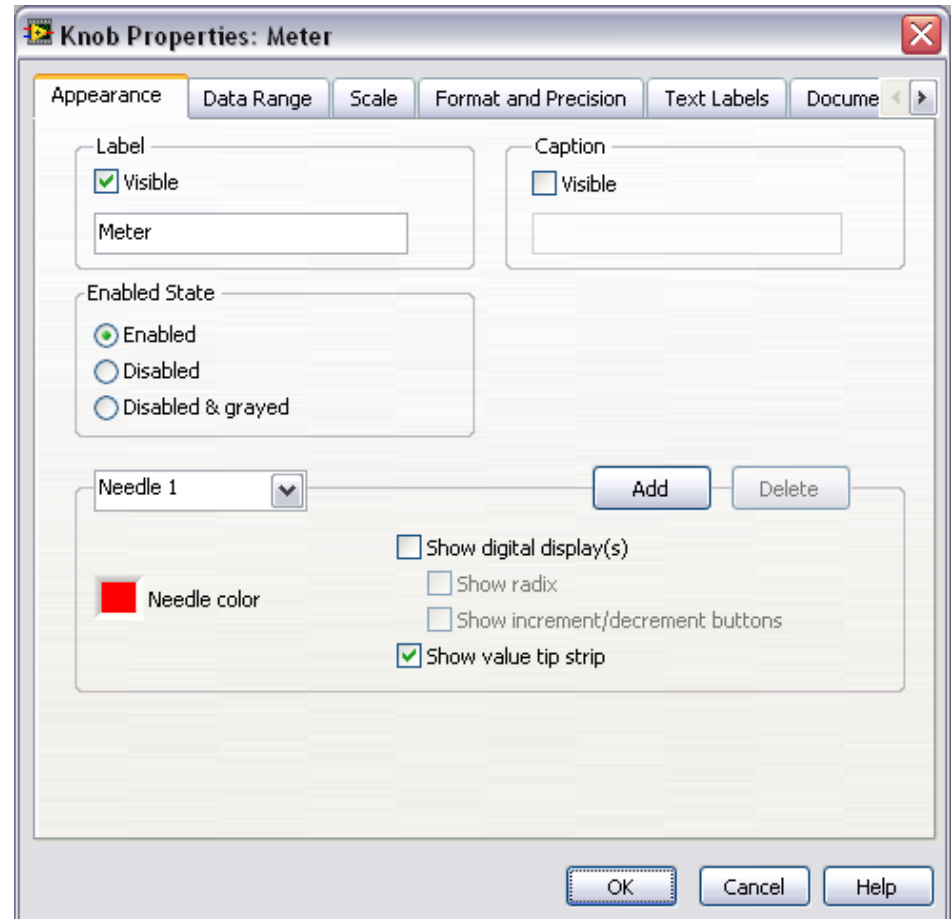 Knob Properties: Meter
Appearance Data Range Scale Format and Precision Text Labels Docume
Label
Visible
Meter
Caption
Visible
Enabled State
Enabled
Disabled
Disabled & grayed
Needle 1
Add Delete
Needle color
Show digital display(s)
Show radix
Show increment/decrement buttons
Show value tip strip
OK Cancel Help